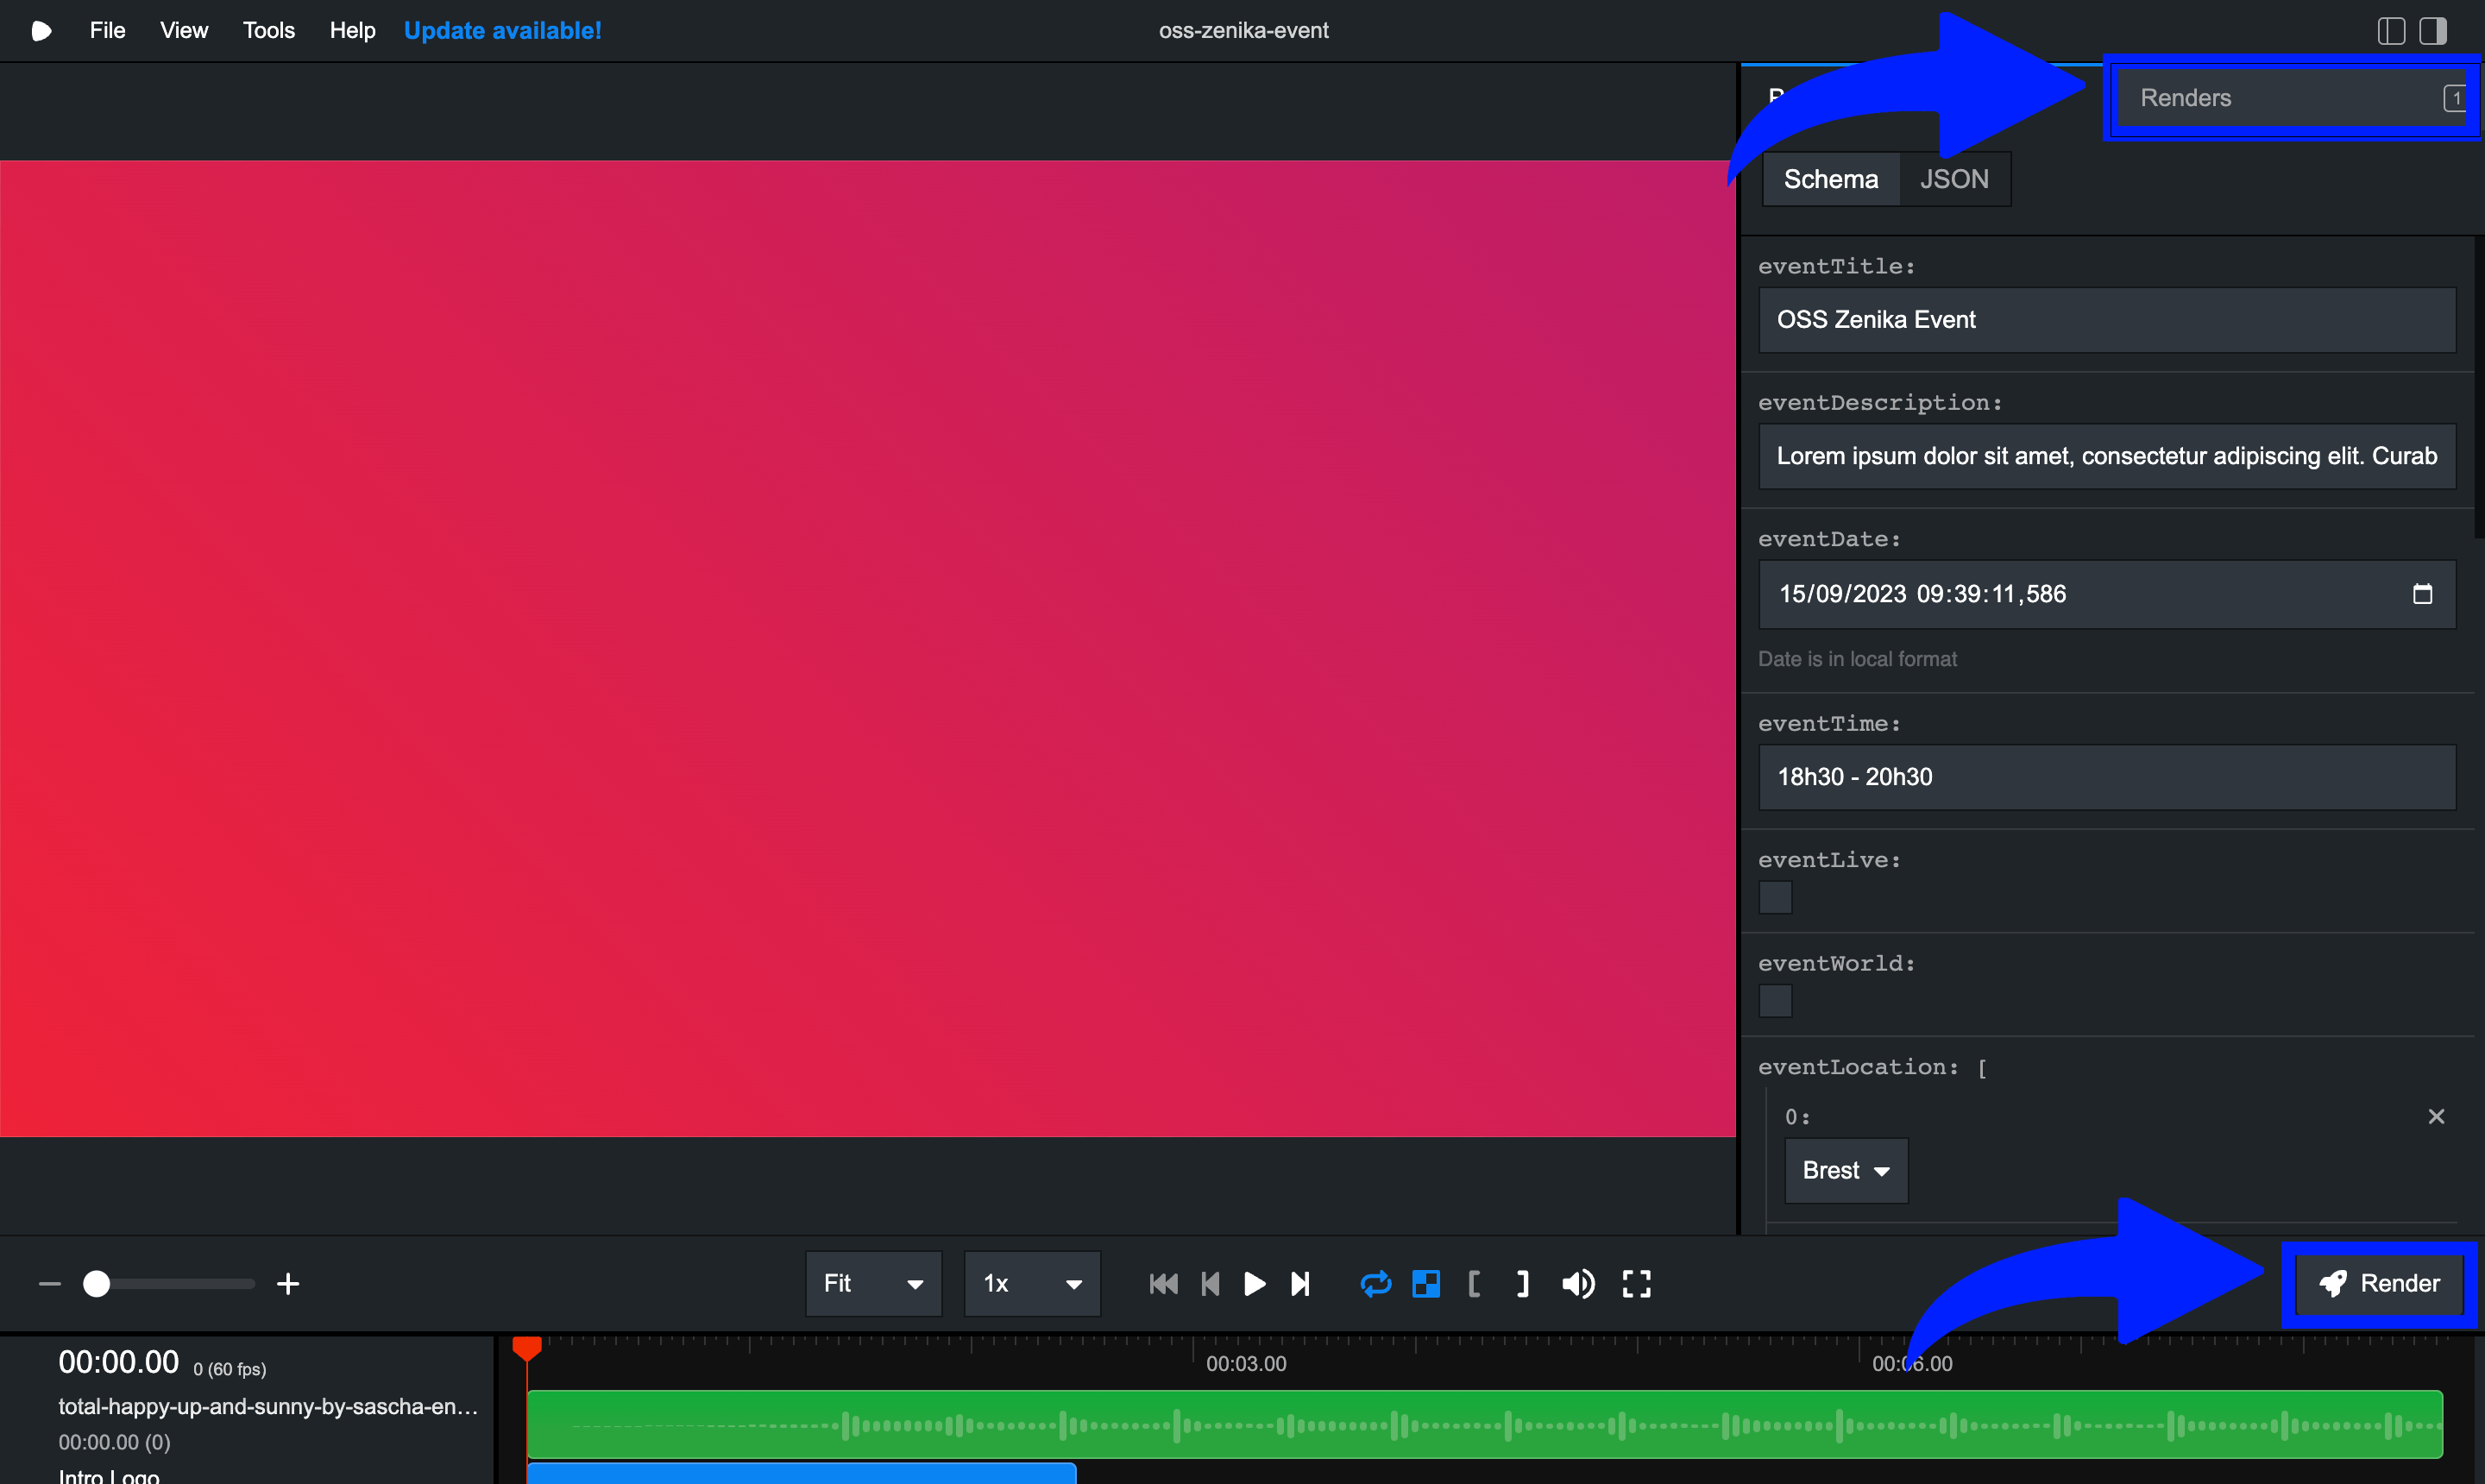 File View Tools Help Update available! oss-zenika-event
Renders 1
Schema JSON
eventTitle:
OSS Zenika Event
eventDescription:
Lorem ipsum dolor sit amet, consectetur adipiscing elit. Curab
eventDate:
15/09/2023 09:39:11,586
Date is in local format
eventTime:
18h30 - 20h30
eventLive:
eventWorld:
eventLocation: [
0:
Brest
Fit 1x [ ] Render
00:00.00 0 (60 fps) 00:03.00 00:06.00
total-happy-up-and-sunny-by-sascha-en...
00:00.00 (0)
Intro Logo